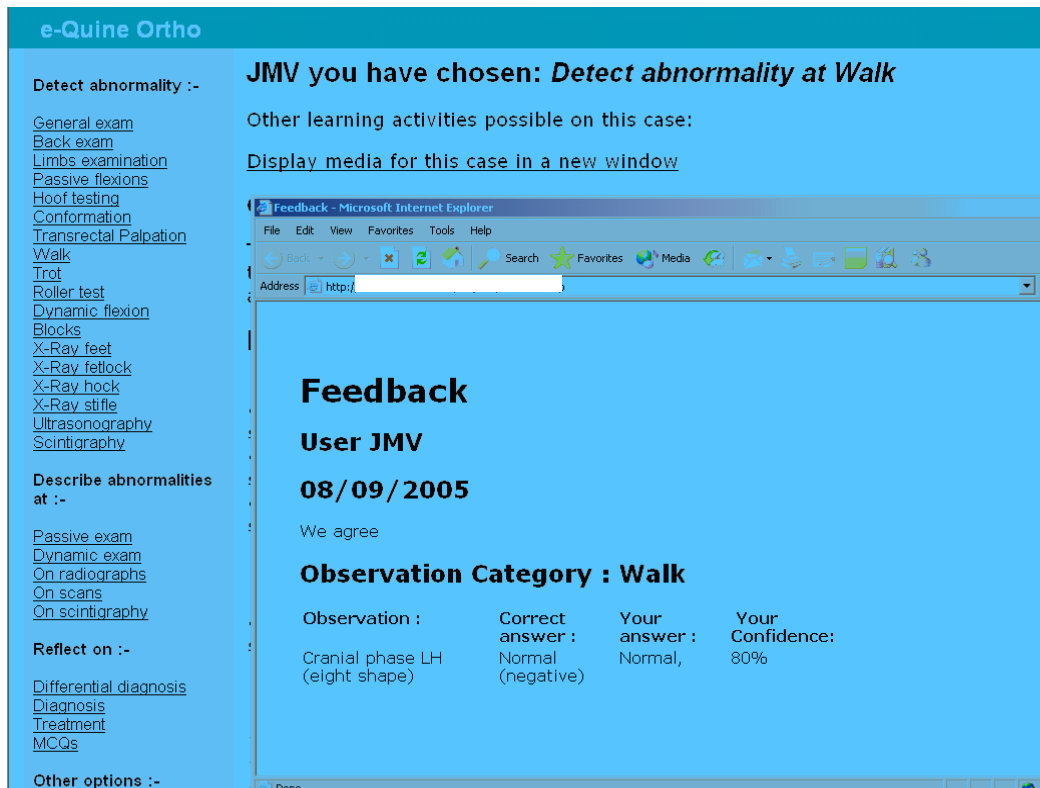 e-Quine Ortho
Detect abnormality :-
General exam
Back exam
Limbs examination
Passive flexions
Hoof testing
Conformation
Transrectal Palpation
Walk
Trot
Roller test
Dynamic flexion
Blocks
X-Ray feet
X-Ray fetlock
X-Ray hock
X-Ray stifle
Ultrasonography
Scintigraphy
Describe abnormalities
at :-
Passive exam
Dynamic exam
On radiographs
On scans
On scintigraphy
Reflect on :-
Differential diagnosis
Diagnosis
Treatment
MCQs
Other options :-
JMV you have chosen: Detect abnormality at Walk
Other learning activities possible on this case:
Display media for this case in a new window
Feedback - Microsoft Internet Explorer
File Edit View Favorites Tools Help
Back Search Favorites Media
Address http:/
Feedback
User JMV
08/09/2005
We agree
Observation Category : Walk
Observation : Correct Your Your
answer : answer : Confidence:
Cranial phase LH Normal Normal, 80%
(eight shape) (negative)
Done